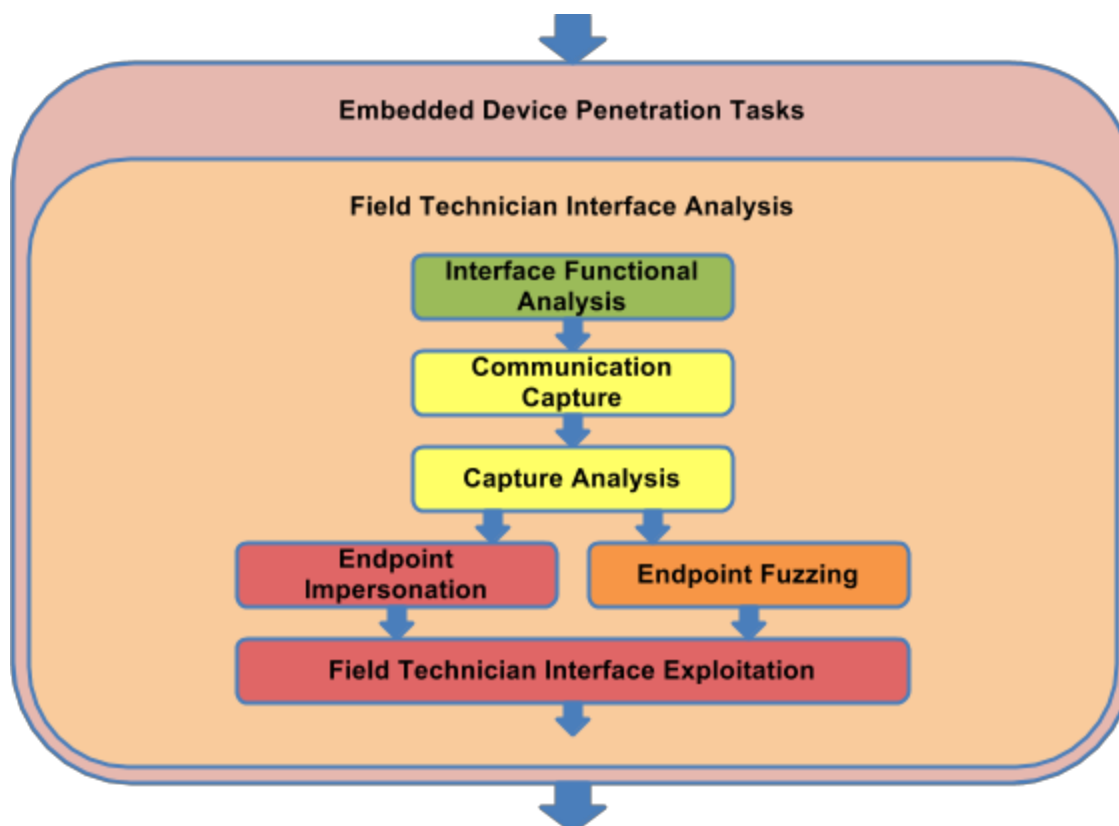 Embedded Device Penetration Tasks
Field Technician Interface Analysis
Interface Functional
Analysis
Communication
Capture
Capture Analysis
Endpoint
Impersonation
Endpoint Fuzzing
Field Technician Interface Exploitation